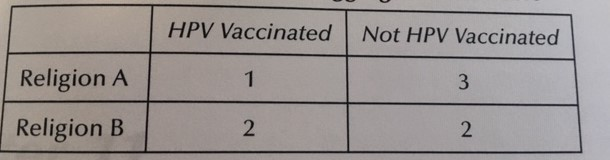 HPV Vaccinated Not HPV Vaccinated
Religion A 1 3
Religion B 2 2